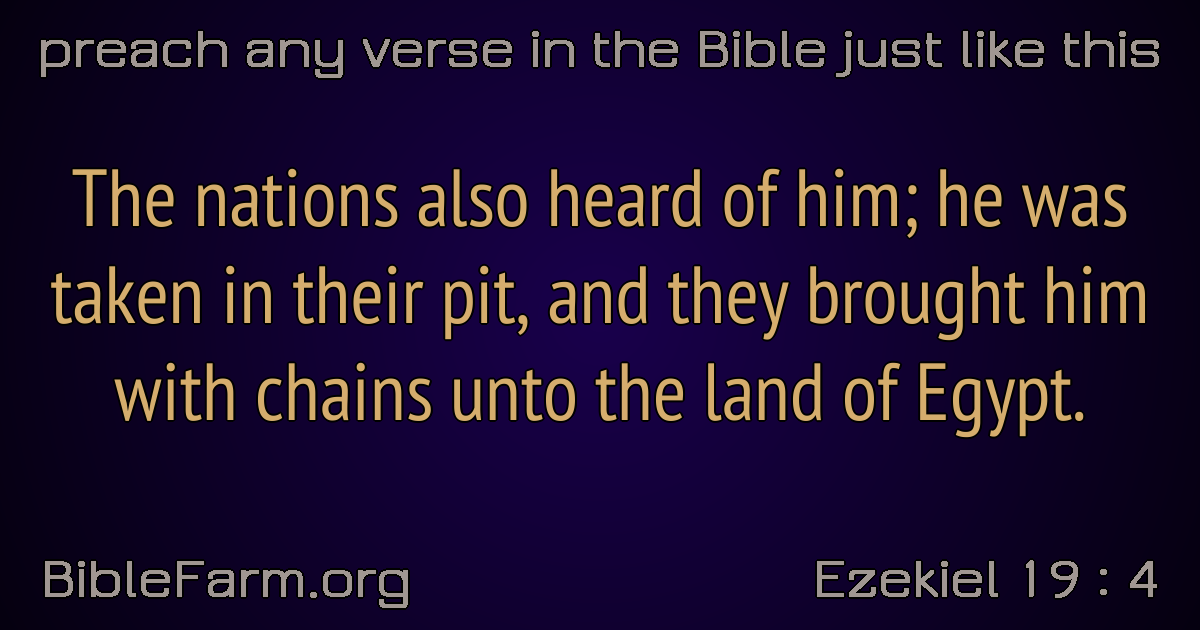 preach any verse in the Bible just like this
The nations also heard of him; he was
taken in their pit, and they brought him
with chains unto the land of Egypt.
BibleFarm.org
Ezekiel 19 : 4